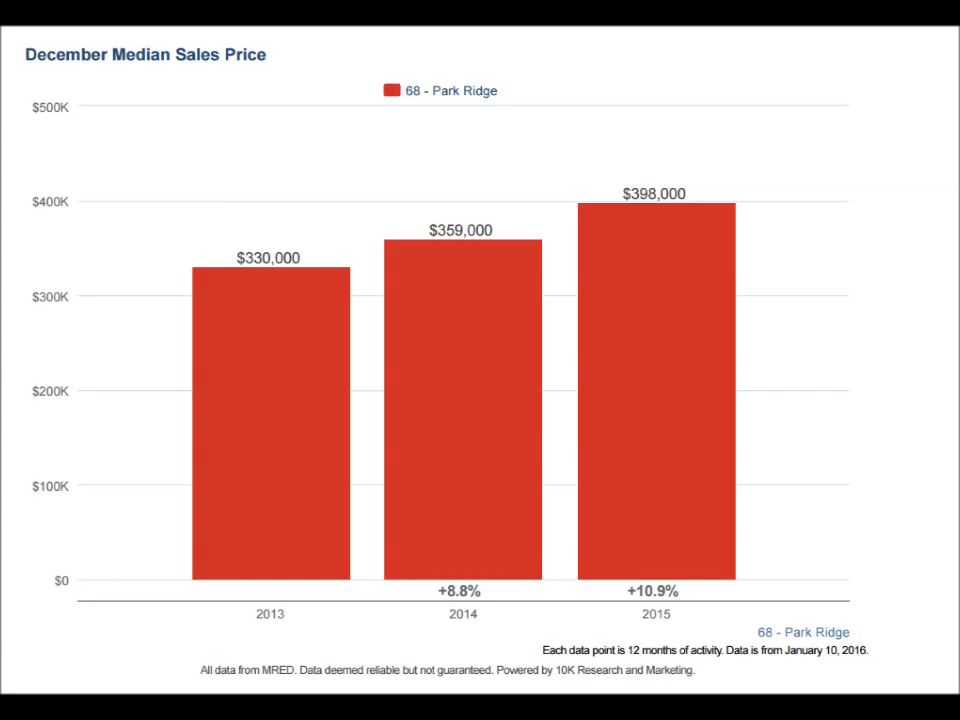 December Median Sales Price
68 - Park Ridge
$500K
$400K
$300K
$200K
$100K
$0
$330,000
$359,000
$398,000
+8.8%
+10.9%
2013 2014 2015
68 - Park Ridge
Each data point is 12 months of activity. Data is from January 10, 2016.
All data from MRED. Data deemed reliable but not guaranteed. Powered by 10K Research and Marketing.